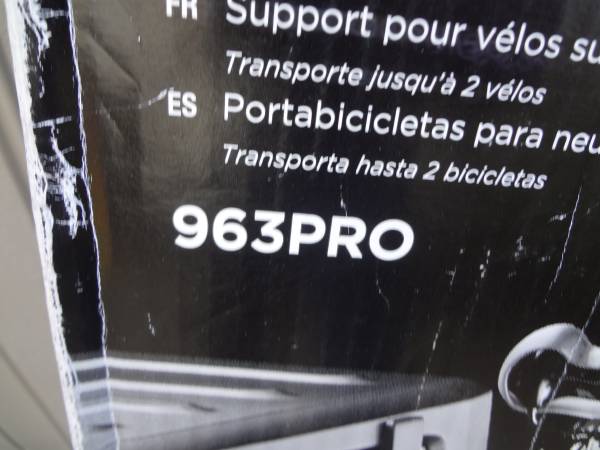 FR Support pour vélos su
Transporte jusqu'à 2 vélos
ES Portabicicletas para neu
Transporta hasta 2 bicicletas
963PRO